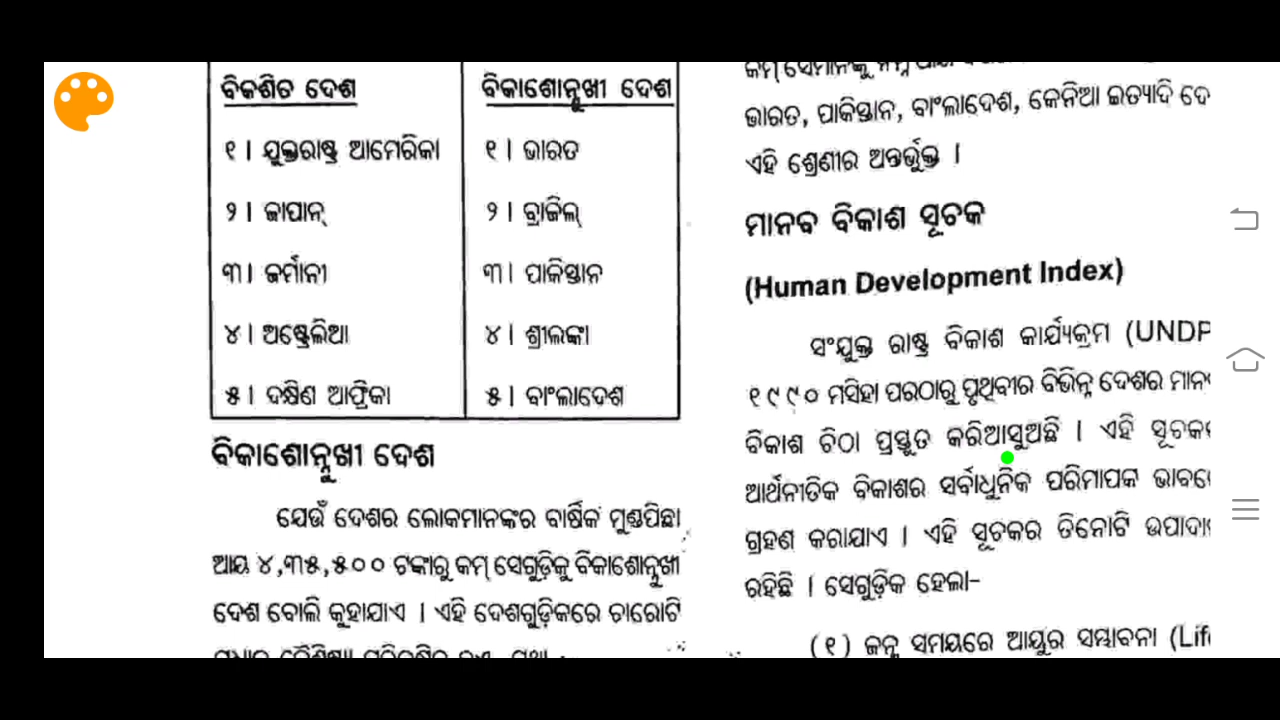 ବିକଶିତ ଦେଶ
ବିକାଶୋନ୍ମୁଖୀ ଦେଶ
୧। ଯୁକ୍ତରାଷ୍ଟ୍ର ଆମେରିକା
୧। ଭାରତ
୨। ଜାପାନ୍
୨। ବ୍ରାଜିଲ୍
୩। ଜର୍ମାନୀ
୩। ପାକିସ୍ତାନ
୪। ଅଷ୍ଟ୍ରେଲିଆ
୪। ଶ୍ରୀଲଙ୍କା
୫। ଦକ୍ଷିଣ ଆଫ୍ରିକା
୫। ବାଂଲାଦେଶ
ବିକାଶୋନ୍ମୁଖୀ ଦେଶ
ଯେଉଁ ଦେଶର ଲୋକମାନଙ୍କର ବାର୍ଷିକ ମୁଣ୍ଡପିଛା
ଆୟ ୪,୩୫,୫୦୦ ଟଙ୍କାରୁ କମ୍ ସେଗୁଡ଼ିକୁ ବିକାଶୋନ୍ମୁଖୀ
ଦେଶ ବୋଲି କୁହାଯାଏ । ଏହି ଦେଶଗୁଡ଼ିକରେ ଚାରୋଟି
କମ୍ ସେମାନଙ୍କୁ
ଭାରତ, ପାକିସ୍ତାନ, ବାଂଲାଦେଶ, କେନିଆ ଇତ୍ୟାଦି ଦେ
ଏହି ଶ୍ରେଣୀର ଅନ୍ତର୍ଭୁକ୍ତ ।
ମାନବ ବିକାଶ ସୂଚକ
(Human Development Index)
ସଂଯୁକ୍ତ ରାଷ୍ଟ୍ର ବିକାଶ କାର୍ଯ୍ୟକ୍ରମ (UNDP
୧୯୯୦ ମସିହା ପରଠାରୁ ପୃଥିବୀର ବିଭିନ୍ନ ଦେଶର ମାନ
ବିକାଶ ଚିଠା ପ୍ରସ୍ତୁତ କରିଆସୁଅଛି । ଏହି ସୂଚକ
ଆର୍ଥନୀତିକ ବିକାଶର ସର୍ବାଧୁନିକ ପରିମାପକ ଭାବ
ଗ୍ରହଣ କରାଯାଏ । ଏହି ସୂଚକର ତିନୋଟି ଉପାଦା
ରହିଛି । ସେଗୁଡ଼ିକ ହେଲା–
(୧) ଜନ୍ମ ସମୟରେ ଆୟୁର ସମ୍ଭାବନା (Life